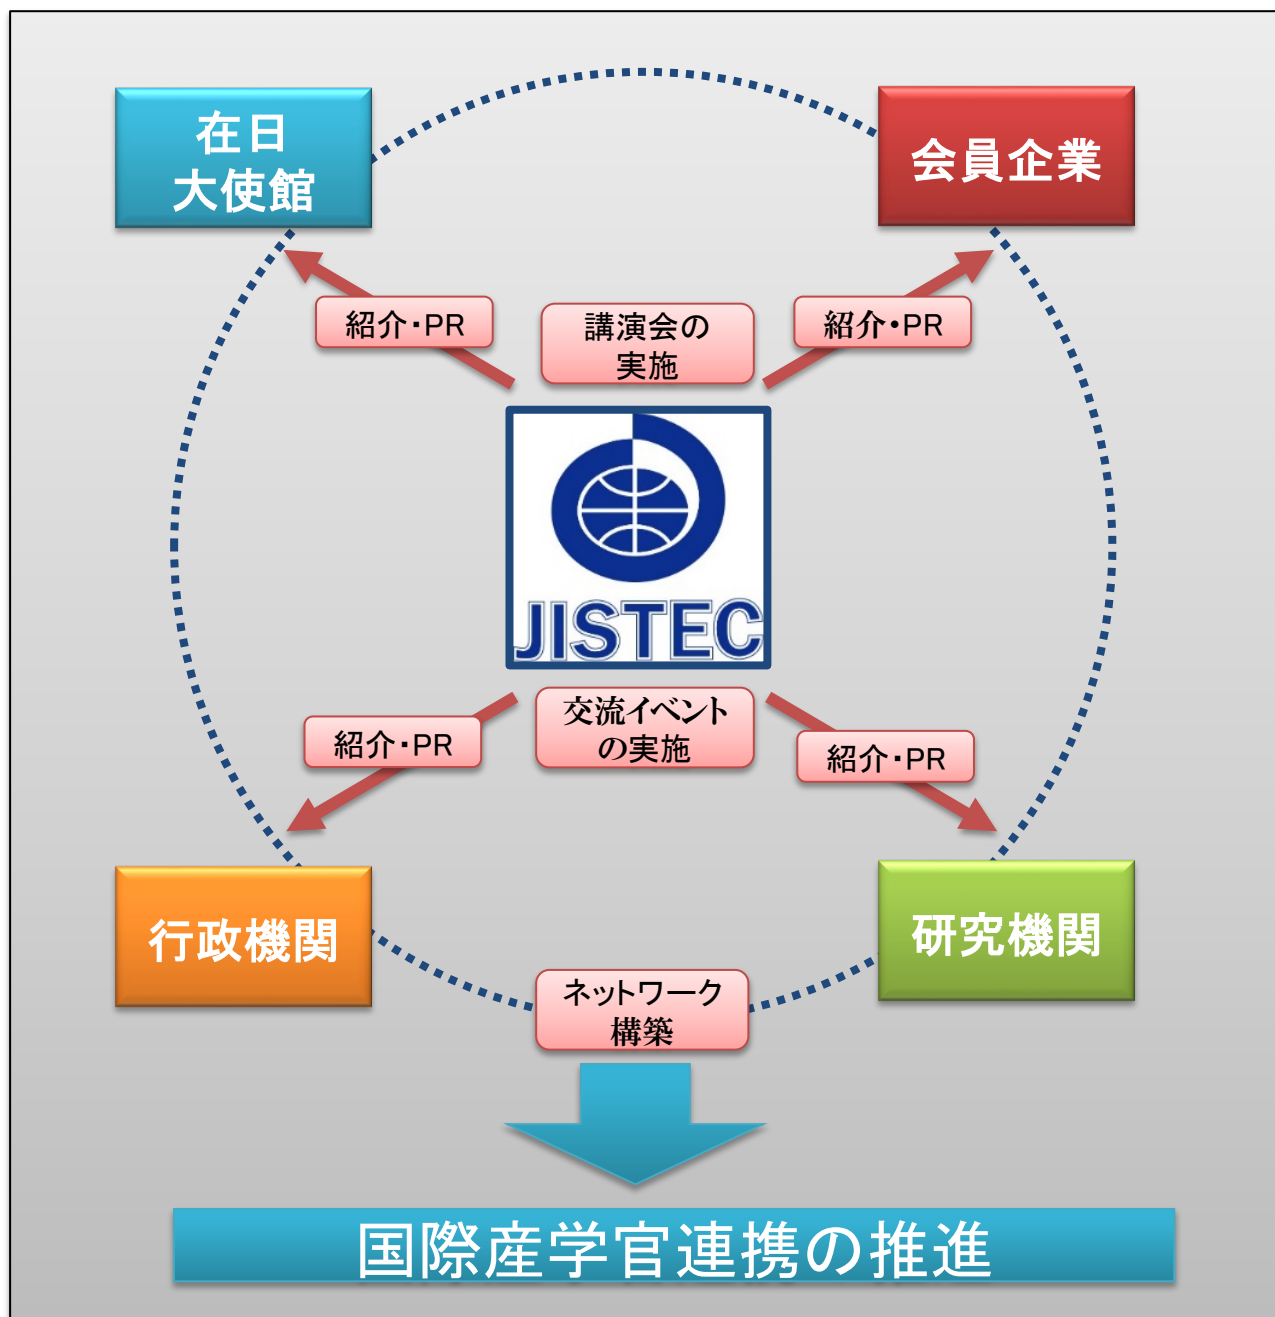 在日
大使館
会員企業
紹介・PR
講演会の
実施
紹介・PR
JISTEC
紹介・PR
交流イベント
の実施
紹介・PR
行政機関
研究機関
ネットワーク
構築
国際産学官連携の推進